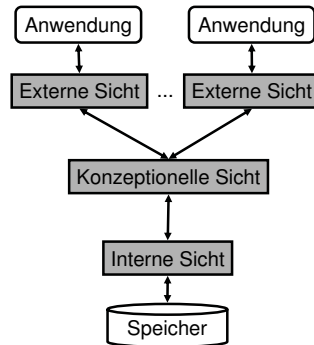 Anwendung Anwendung
Externe Sicht ... Externe Sicht
Konzeptionelle Sicht
Interne Sicht
Speicher